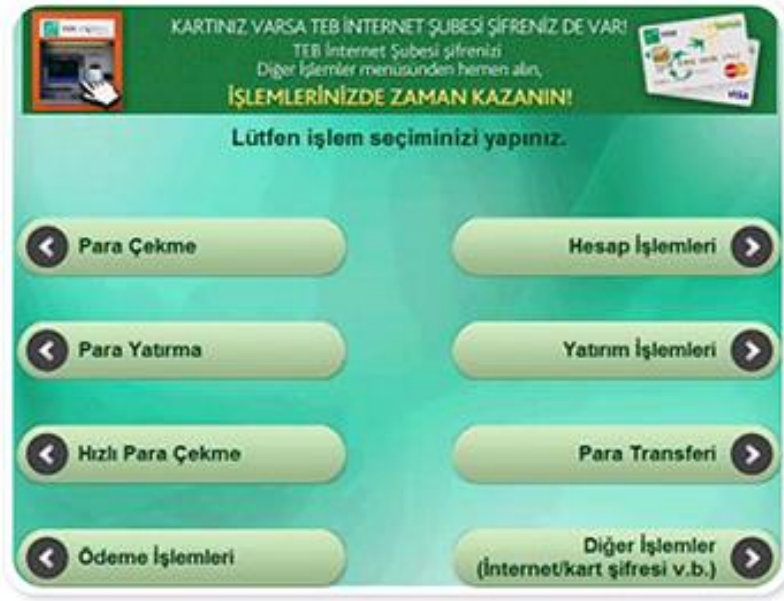 KARTINIZ VARSA TEB İNTERNET ŞUBESİ ŞİFRENİZ DE VAR!
TEB İnternet Şubesi şifrenizi
Diğer İşlemler menüsünden hemen alın,
İŞLEMLERİNİZDE ZAMAN KAZANIN!
Lütfen işlem seçiminizi yapınız.
Para Çekme
Hesap İşlemleri
Para Yatırma
Yatırım İşlemleri
Hızlı Para Çekme
Para Transferi
Ödeme İşlemleri
Diğer İşlemler
(İnternet/kart şifresi v.b.)
VISA